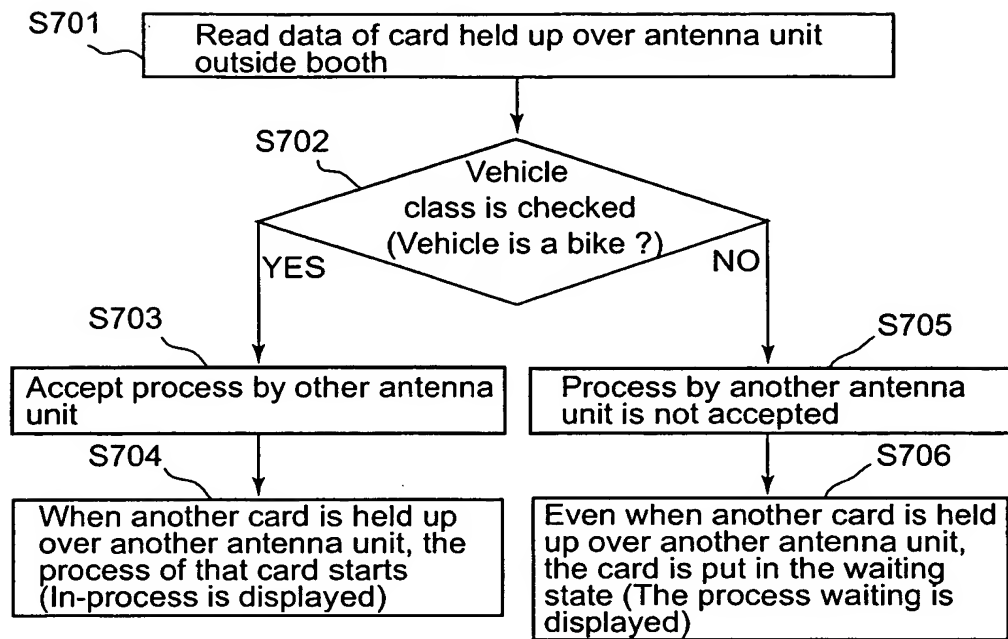 S701
Read data of card held up over antenna unit
outside booth
S702
Vehicle
class is checked
(Vehicle is a bike ?)
YES
NO
S703
Accept process by other antenna
unit
S705
Process by another antenna
unit is not accepted
S704
When another card is held up
over another antenna unit, the
process of that card starts
(In-process is displayed)
S706
Even when another card is held
up over another antenna unit,
the card is put in the waiting
state (The process waiting is
displayed)